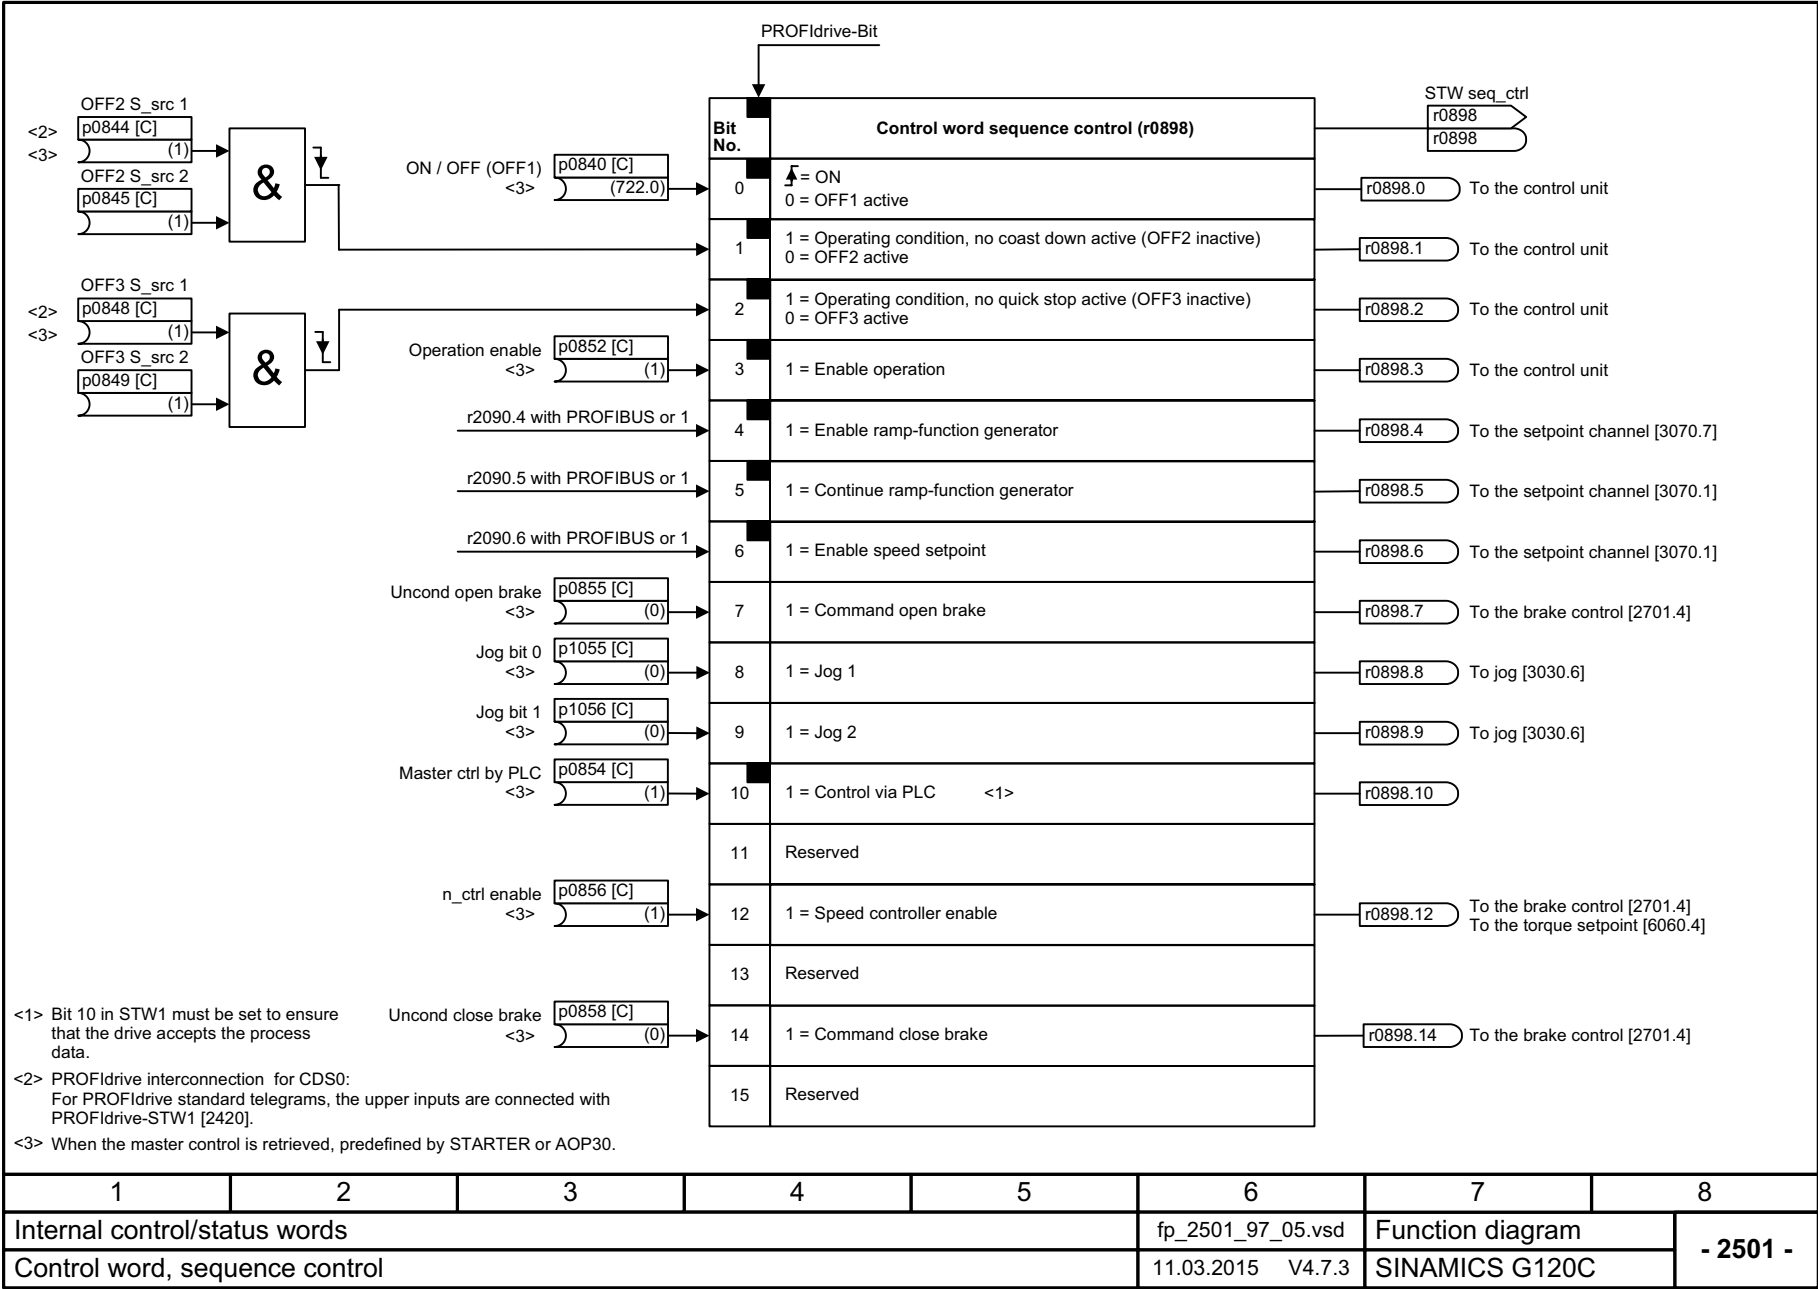 PROFIdrive-Bit
OFF2 S_src 1
<2>
p0844 [C]
<3>
(1)
OFF2 S_src 2
p0845 [C]
(1)
&
OFF3 S_src 1
<2>
p0848 [C]
<3>
(1)
OFF3 S_src 2
p0849 [C]
(1)
&
Bit No.
Control word sequence control (r0898)
STW seq_ctrl
r0898
r0898
ON / OFF (OFF1)
<3>
p0840 [C]
(722.0)
0
= ON
0 = OFF1 active
r0898.0
To the control unit
1
1 = Operating condition, no coast down active (OFF2 inactive)
0 = OFF2 active
r0898.1
To the control unit
2
1 = Operating condition, no quick stop active (OFF3 inactive)
0 = OFF3 active
r0898.2
To the control unit
Operation enable
<3>
p0852 [C]
(1)
3
1 = Enable operation
r0898.3
To the control unit
r2090.4 with PROFIBUS or 1
4
1 = Enable ramp-function generator
r0898.4
To the setpoint channel [3070.7]
r2090.5 with PROFIBUS or 1
5
1 = Continue ramp-function generator
r0898.5
To the setpoint channel [3070.1]
r2090.6 with PROFIBUS or 1
6
1 = Enable speed setpoint
r0898.6
To the setpoint channel [3070.1]
Uncond open brake
<3>
p0855 [C]
(0)
7
1 = Command open brake
r0898.7
To the brake control [2701.4]
Jog bit 0
<3>
p1055 [C]
(0)
8
1 = Jog 1
r0898.8
To jog [3030.6]
Jog bit 1
<3>
p1056 [C]
(0)
9
1 = Jog 2
r0898.9
To jog [3030.6]
Master ctrl by PLC
<3>
p0854 [C]
(1)
10
1 = Control via PLC <1>
r0898.10
11
Reserved
n_ctrl enable
<3>
p0856 [C]
(1)
12
1 = Speed controller enable
r0898.12
To the brake control [2701.4]
To the torque setpoint [6060.4]
13
Reserved
Uncond close brake
<3>
p0858 [C]
(0)
14
1 = Command close brake
r0898.14
To the brake control [2701.4]
15
Reserved
<1> Bit 10 in STW1 must be set to ensure
that the drive accepts the process
data.
<2> PROFIdrive interconnection for CDS0:
For PROFIdrive standard telegrams, the upper inputs are connected with
PROFIdrive-STW1 [2420].
<3> When the master control is retrieved, predefined by STARTER or AOP30.
1 2 3 4 5 6 7 8
Internal control/status words
fp_2501_97_05.vsd
Function diagram
- 2501 -
Control word, sequence control
11.03.2015 V4.7.3
SINAMICS G120C